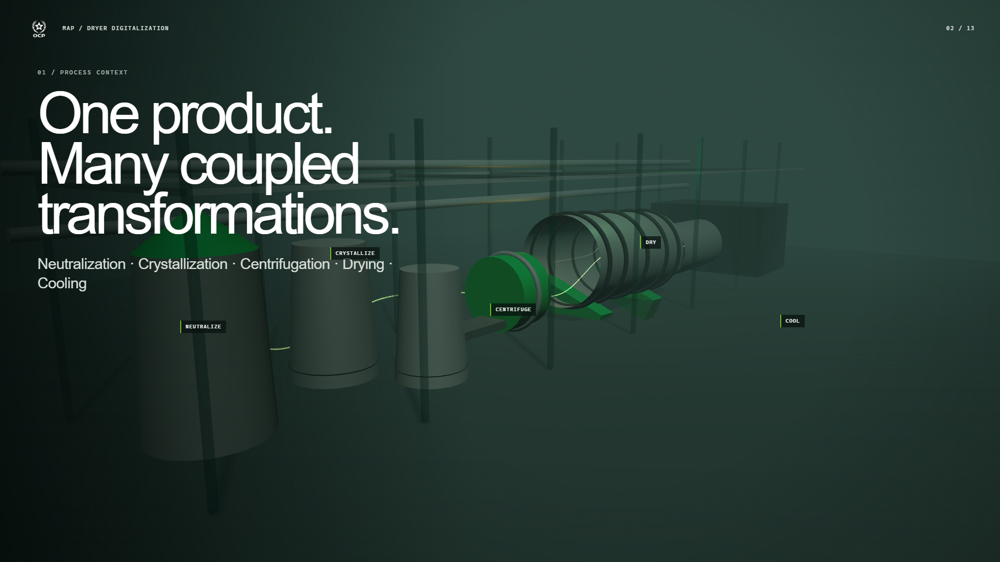 OCP
MAP / DRYER DIGITALIZATION
02 / 13
01 / PROCESS CONTEXT
One product.
Many coupled
transformations.
Neutralization · Crystallization · Centrifugation · Drying ·
Cooling
CRYSTALLIZE
DRY
CENTRIFUGE
NEUTRALIZE
COOL